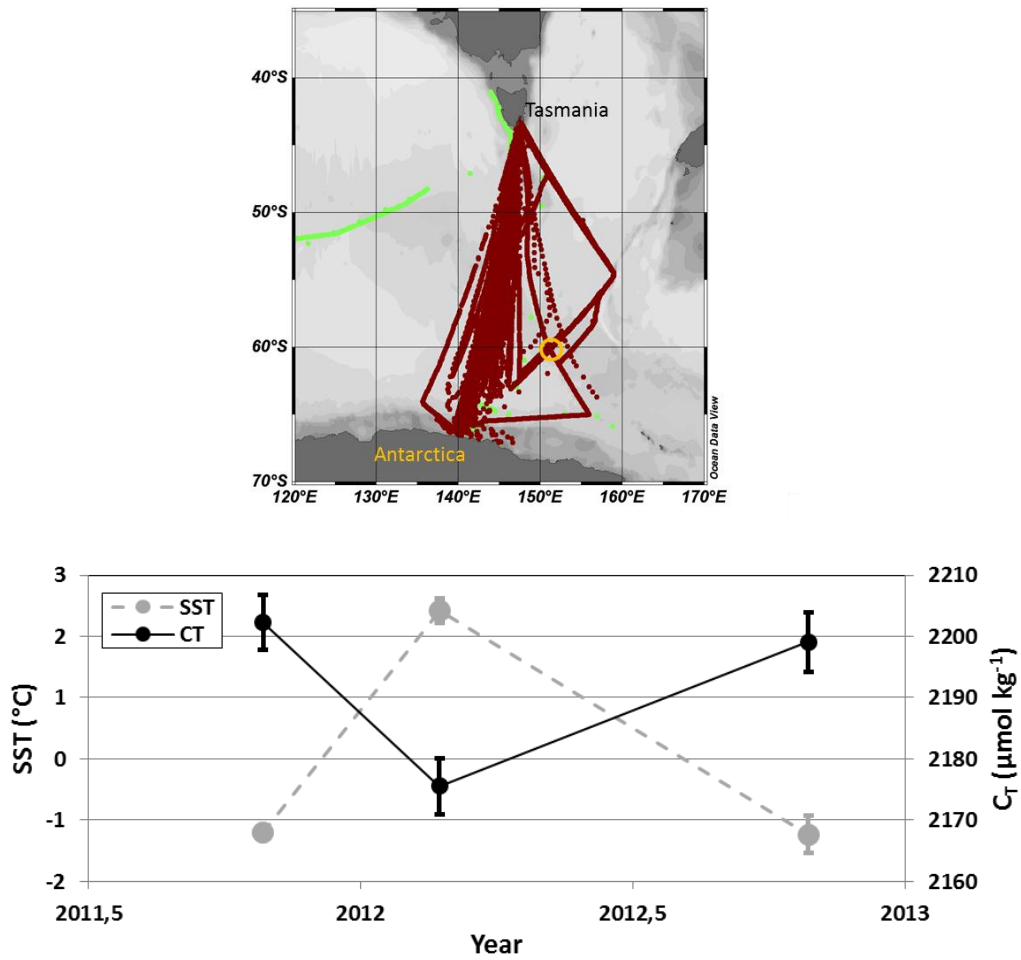 40°S
Tasmania
50°S
60°S
Ocean Data View
Antarctica
70°S
120°E 130°E 140°E 150°E 160°E 170°E
3 2210
SST
CT
2 2200
1 2190
SST (°C)
C_T (µmol kg⁻¹)
0 2180
-1 2170
-2 2160
2011,5 2012 2012,5 2013
Year